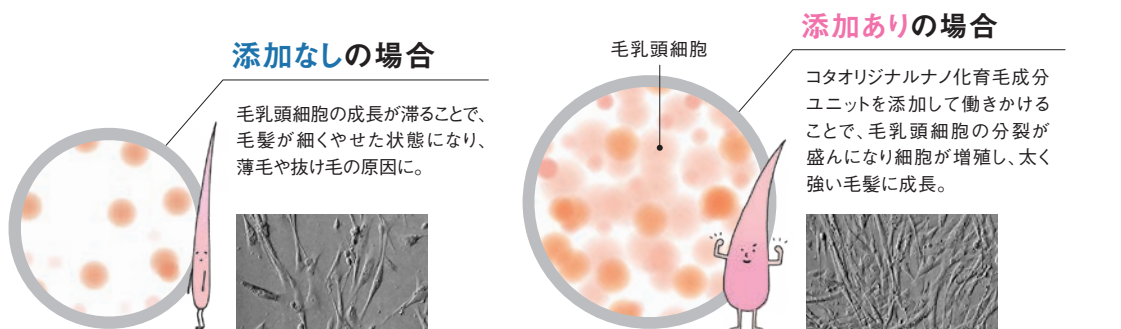 添加なしの場合
毛乳頭細胞の成長が滞ることで、
毛髪が細くやせた状態になり、
薄毛や抜け毛の原因に。
毛乳頭細胞
添加ありの場合
コタオリジナルナノ化育毛成分
ユニットを添加して働きかける
ことで、毛乳頭細胞の分裂が
盛んになり細胞が増殖し、太く
強い毛髪に成長。